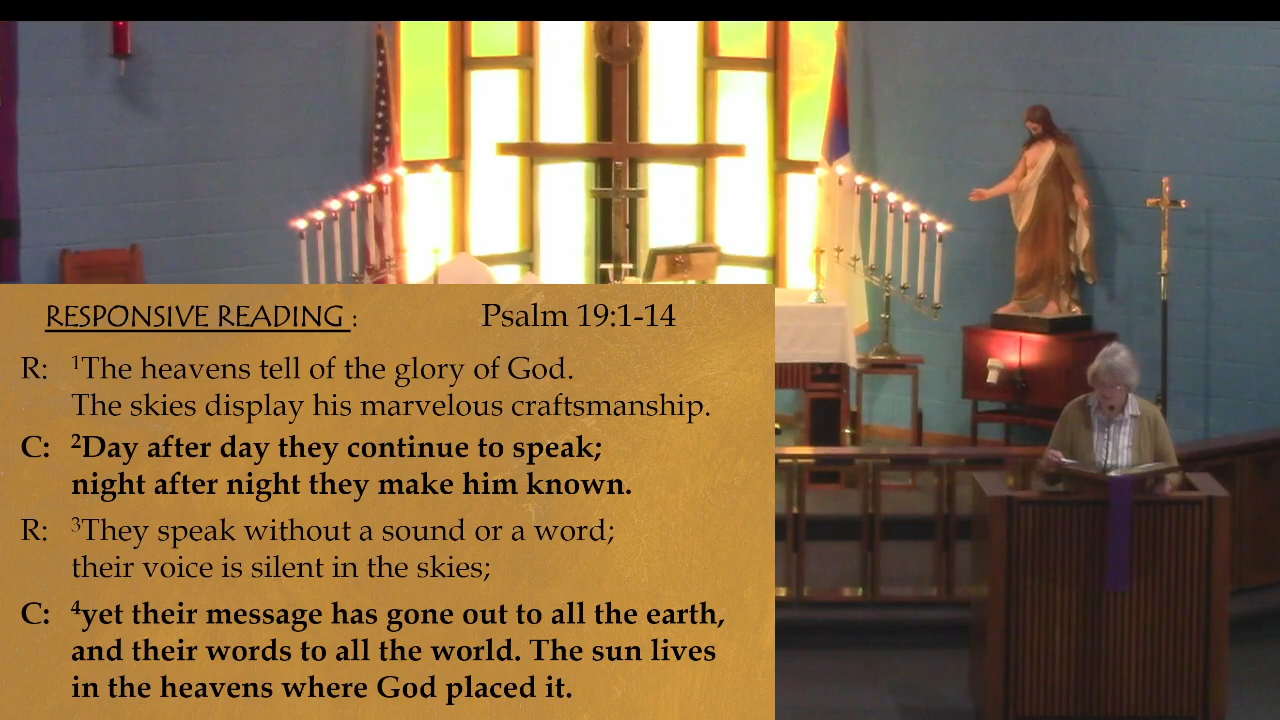 RESPONSIVE READING : Psalm 19:1-14
R: ¹The heavens tell of the glory of God.
The skies display his marvelous craftsmanship.
C: ²Day after day they continue to speak;
night after night they make him known.
R: ³They speak without a sound or a word;
their voice is silent in the skies;
C: ⁴yet their message has gone out to all the earth,
and their words to all the world. The sun lives
in the heavens where God placed it.